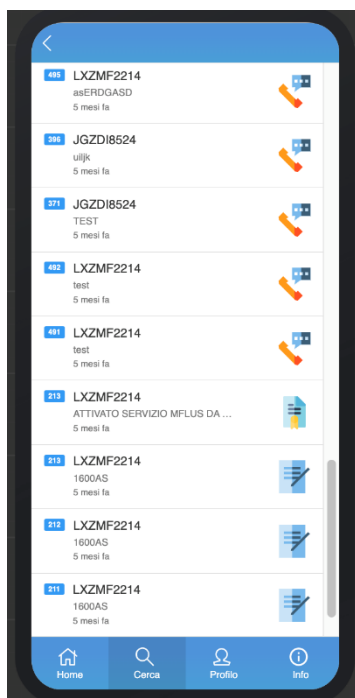 495 LXZMF2214
asERDGASD
5 mesi fa
396 JGZDI8524
uiljk
5 mesi fa
371 JGZDI8524
TEST
5 mesi fa
492 LXZMF2214
test
5 mesi fa
491 LXZMF2214
test
5 mesi fa
213 LXZMF2214
ATTIVATO SERVIZIO MFLUS DA ...
5 mesi fa
213 LXZMF2214
1600AS
5 mesi fa
212 LXZMF2214
1600AS
5 mesi fa
211 LXZMF2214
1600AS
5 mesi fa
Home Cerca Profilo Info